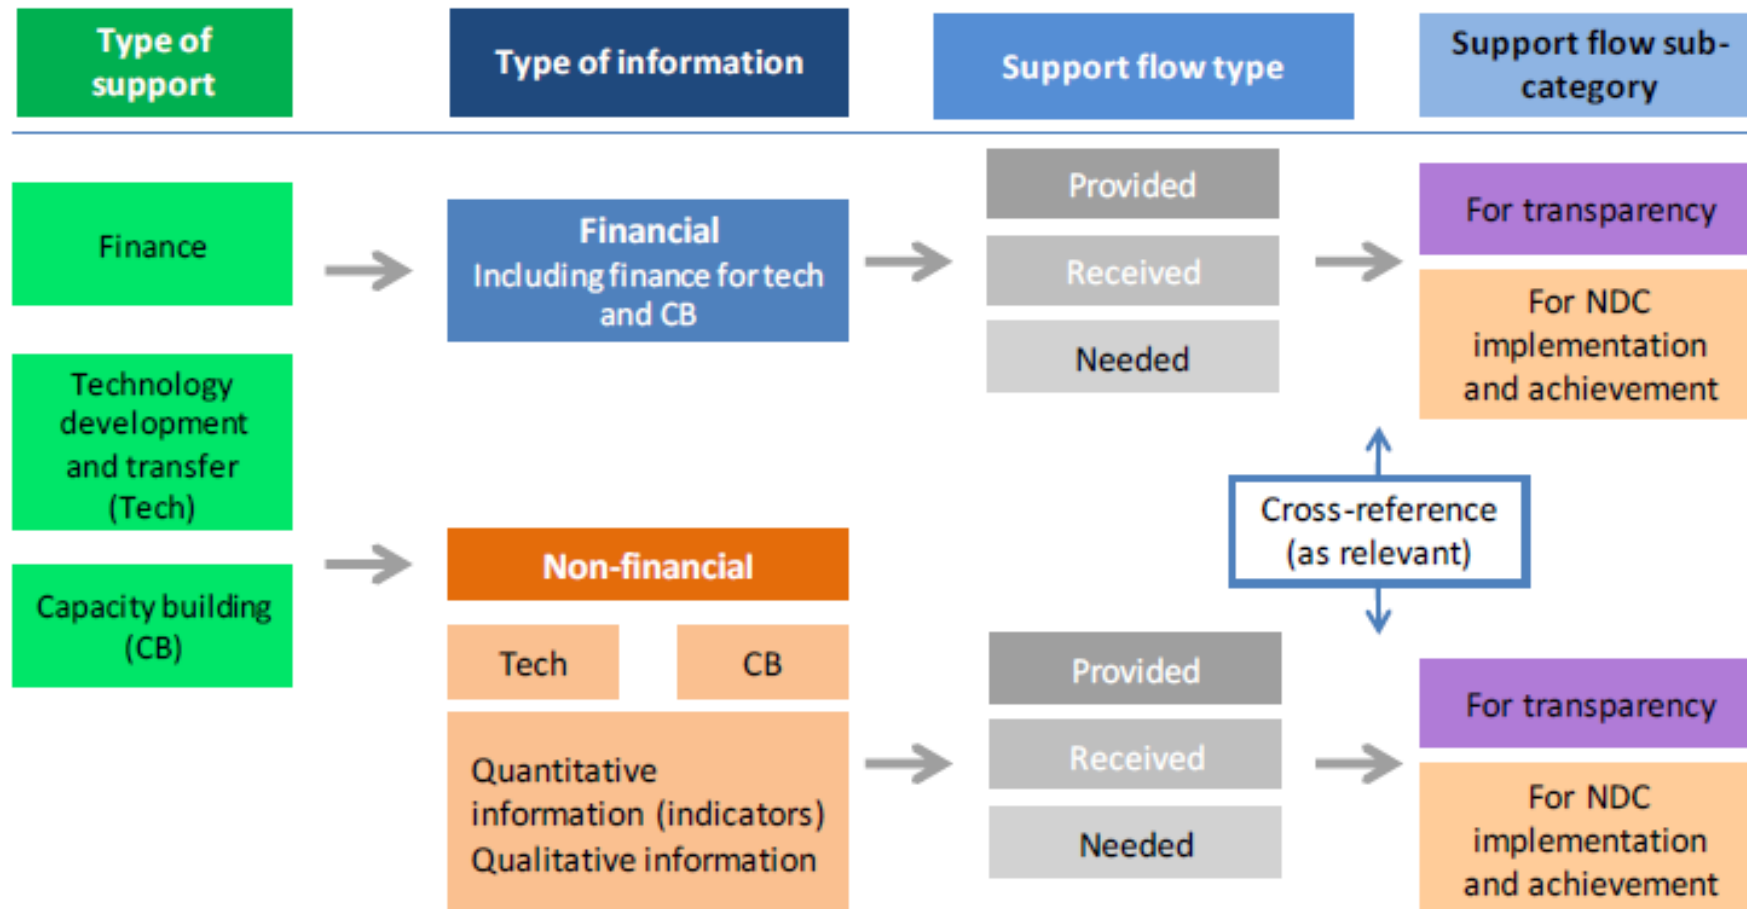 Type of
support
Type of information
Support flow type
Support flow sub-
category
Finance
Financial
Including finance for tech
and CB
Provided
Received
Needed
For transparency
For NDC
implementation
and achievement
Technology
development
and transfer
(Tech)
Capacity building
(CB)
Non-financial
Tech
CB
Quantitative
information (indicators)
Qualitative information
Cross-reference
(as relevant)
Provided
Received
Needed
For transparency
For NDC
implementation
and achievement